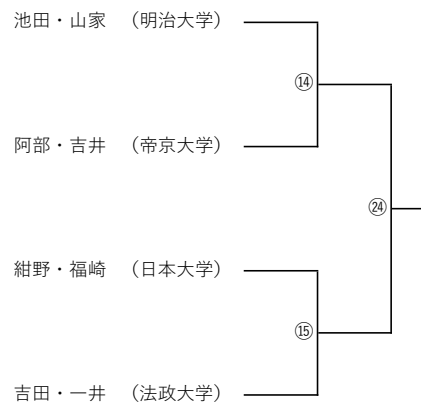 池田・山家　（明治大学）
⑭
阿部・吉井　（帝京大学）
㉔
紺野・福崎　（日本大学）
⑮
吉田・一井　（法政大学）